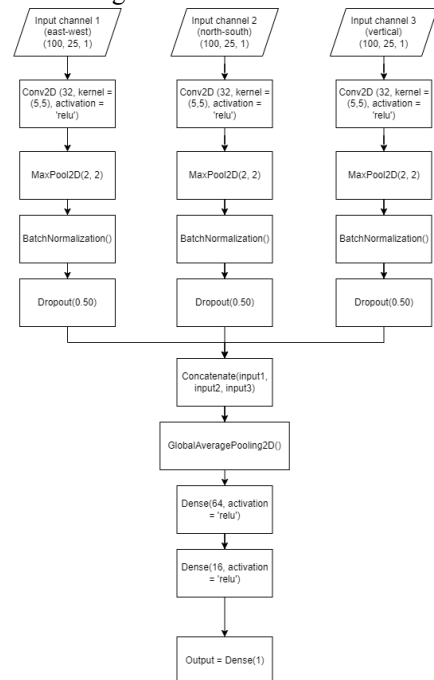 Input channel 1
(east-west)
(100, 25, 1)
Input channel 2
(north-south)
(100, 25, 1)
Input channel 3
(vertical)
(100, 25, 1)
Conv2D (32, kernel =
(5,5), activation =
'relu')
Conv2D (32, kernel =
(5,5), activation =
'relu')
Conv2D (32, kernel =
(5,5), activation =
'relu')
MaxPool2D(2, 2)
MaxPool2D(2, 2)
MaxPool2D(2, 2)
BatchNormalization()
BatchNormalization()
BatchNormalization()
Dropout(0.50)
Dropout(0.50)
Dropout(0.50)
Concatenate(input1,
input2, input3)
GlobalAveragePooling2D()
Dense(64, activation
= 'relu')
Dense(16, activation
= 'relu')
Output = Dense(1)